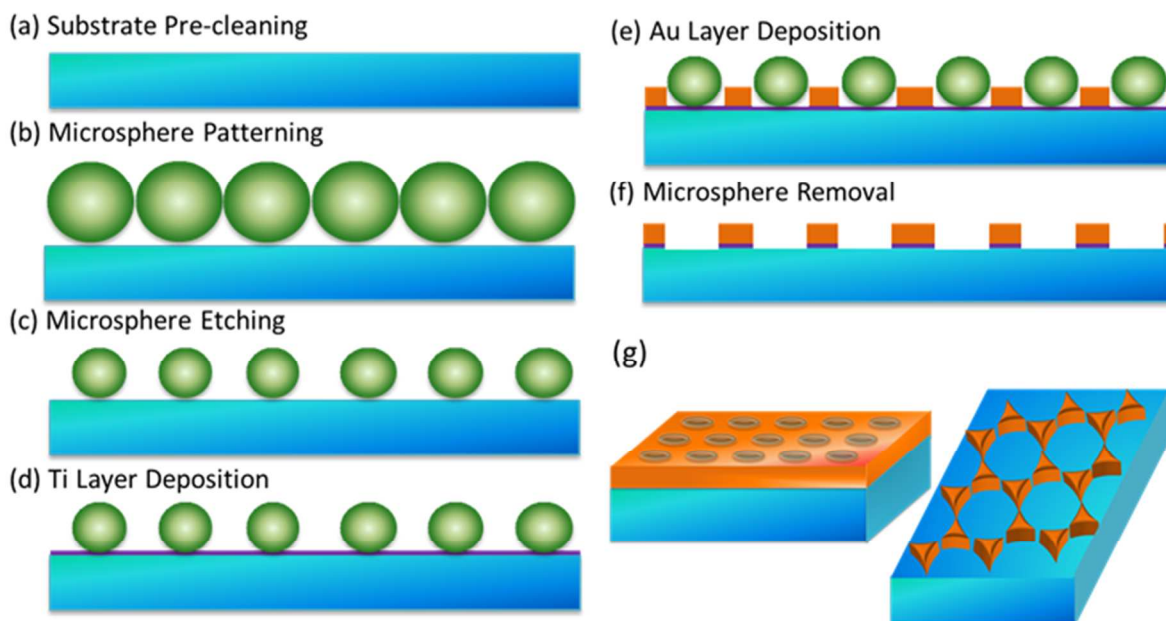 (a) Substrate Pre-cleaning
(b) Microsphere Patterning
(c) Microsphere Etching
(d) Ti Layer Deposition
(e) Au Layer Deposition
(f) Microsphere Removal
(g)